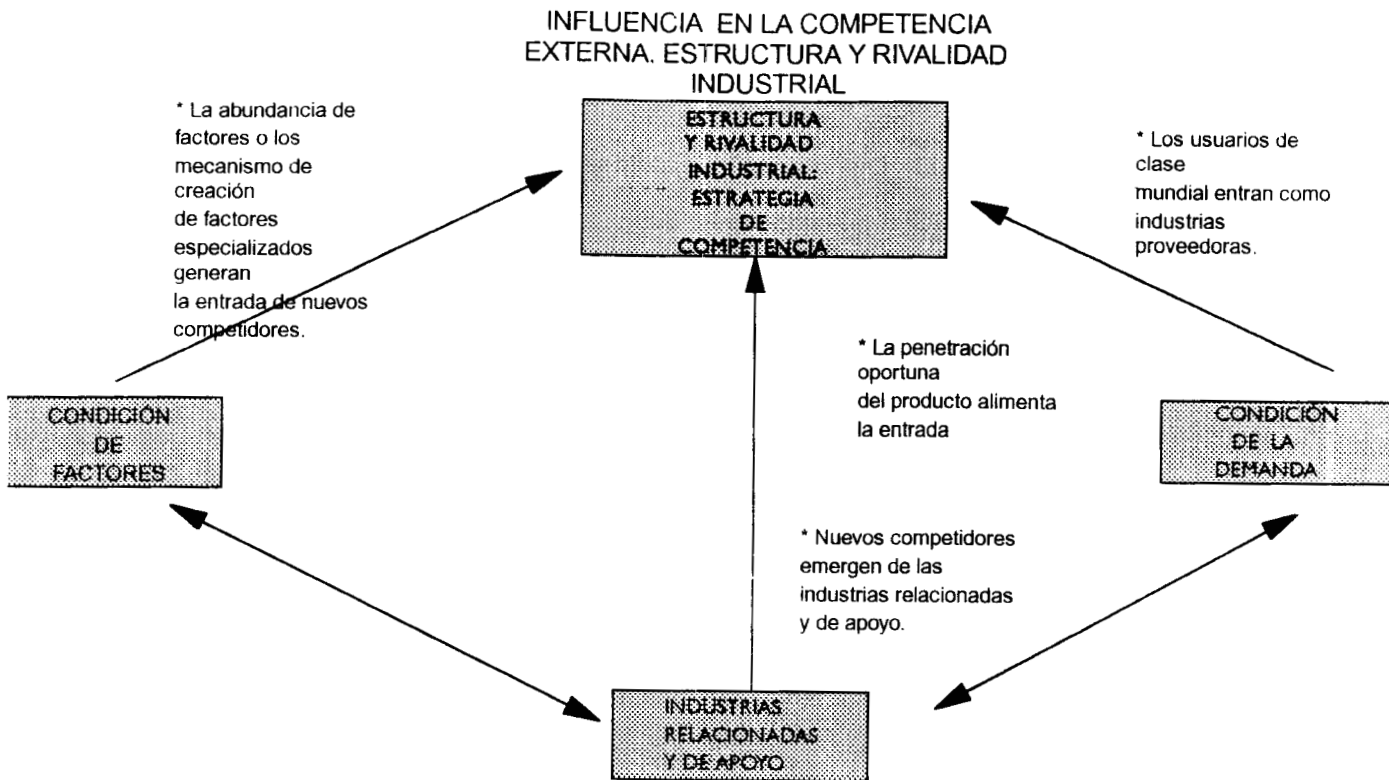 INFLUENCIA EN LA COMPETENCIA
EXTERNA. ESTRUCTURA Y RIVALIDAD
INDUSTRIAL
* La abundancia de
factores o los
mecanismo de
creación
de factores
especializados
generan
la entrada de nuevos
competidores.
ESTRUCTURA
Y RIVALIDAD
INDUSTRIAL:
ESTRATEGIA
DE
COMPETENCIA
* Los usuarios de
clase
mundial entran como
industrias
proveedoras.
* La penetración
oportuna
del producto alimenta
la entrada
CONDICION
DE
FACTORES
CONDICIÓN
DE LA
DEMANDA
* Nuevos competidores
emergen de las
industrias relacionadas
y de apoyo.
INDUSTRIAS
RELACIONADAS
Y DE APOYO